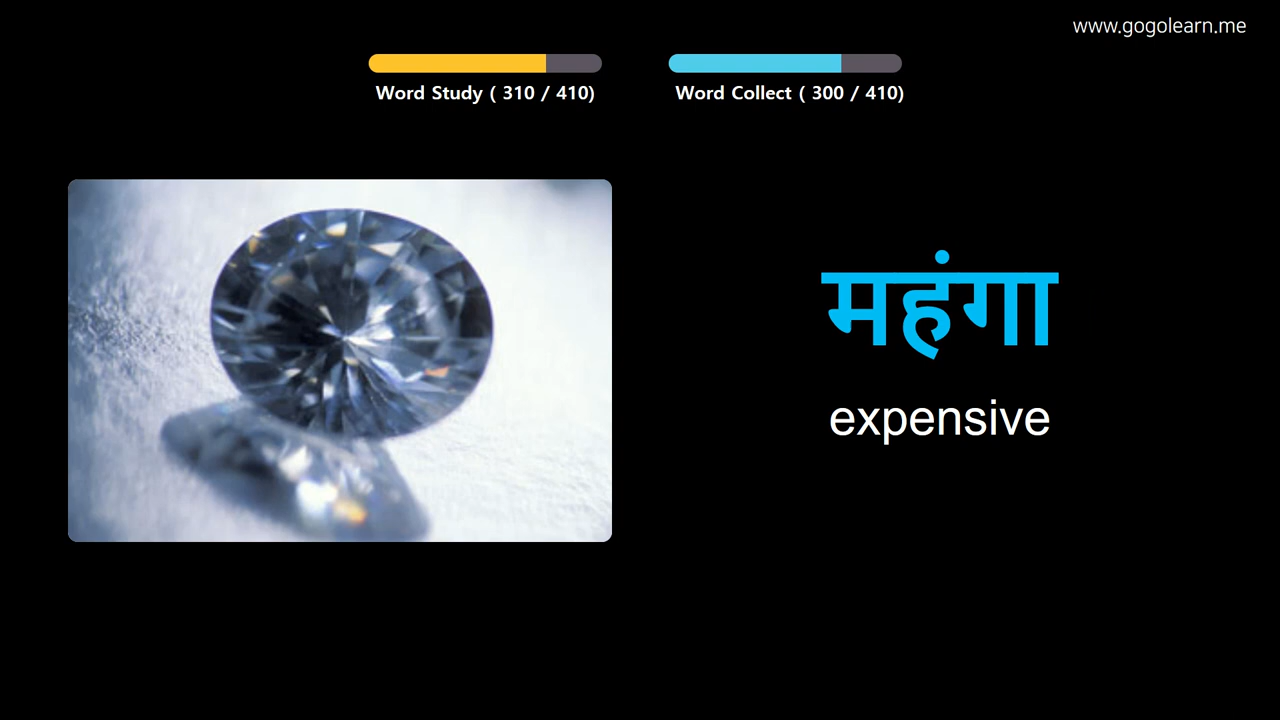 www.gogolearn.me
Word Study ( 310 / 410)
Word Collect ( 300 / 410)
महंगा
expensive